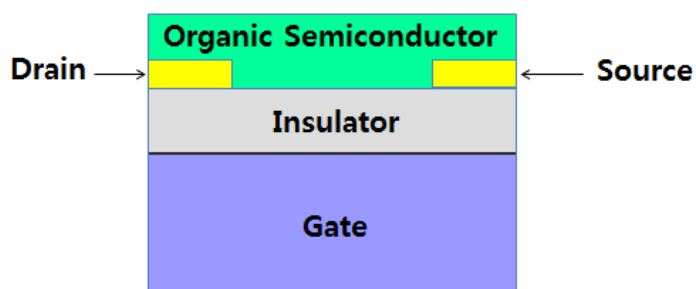 Organic Semiconductor
Drain
Source
Insulator
Gate